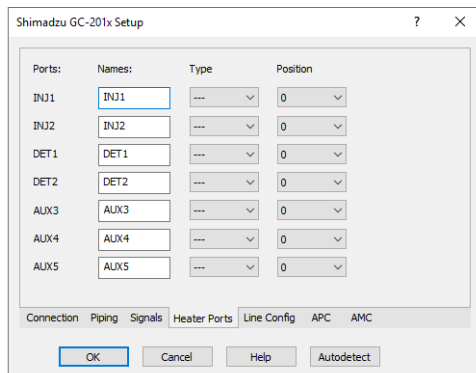 Shimadzu GC-201x Setup ?
Ports: Names: Type Position
INJ1 INJ1 --- 0
INJ2 INJ2 --- 0
DET1 DET1 --- 0
DET2 DET2 --- 0
AUX3 AUX3 --- 0
AUX4 AUX4 --- 0
AUX5 AUX5 --- 0
Connection Piping Signals Heater Ports Line Config APC AMC
OK Cancel Help Autodetect